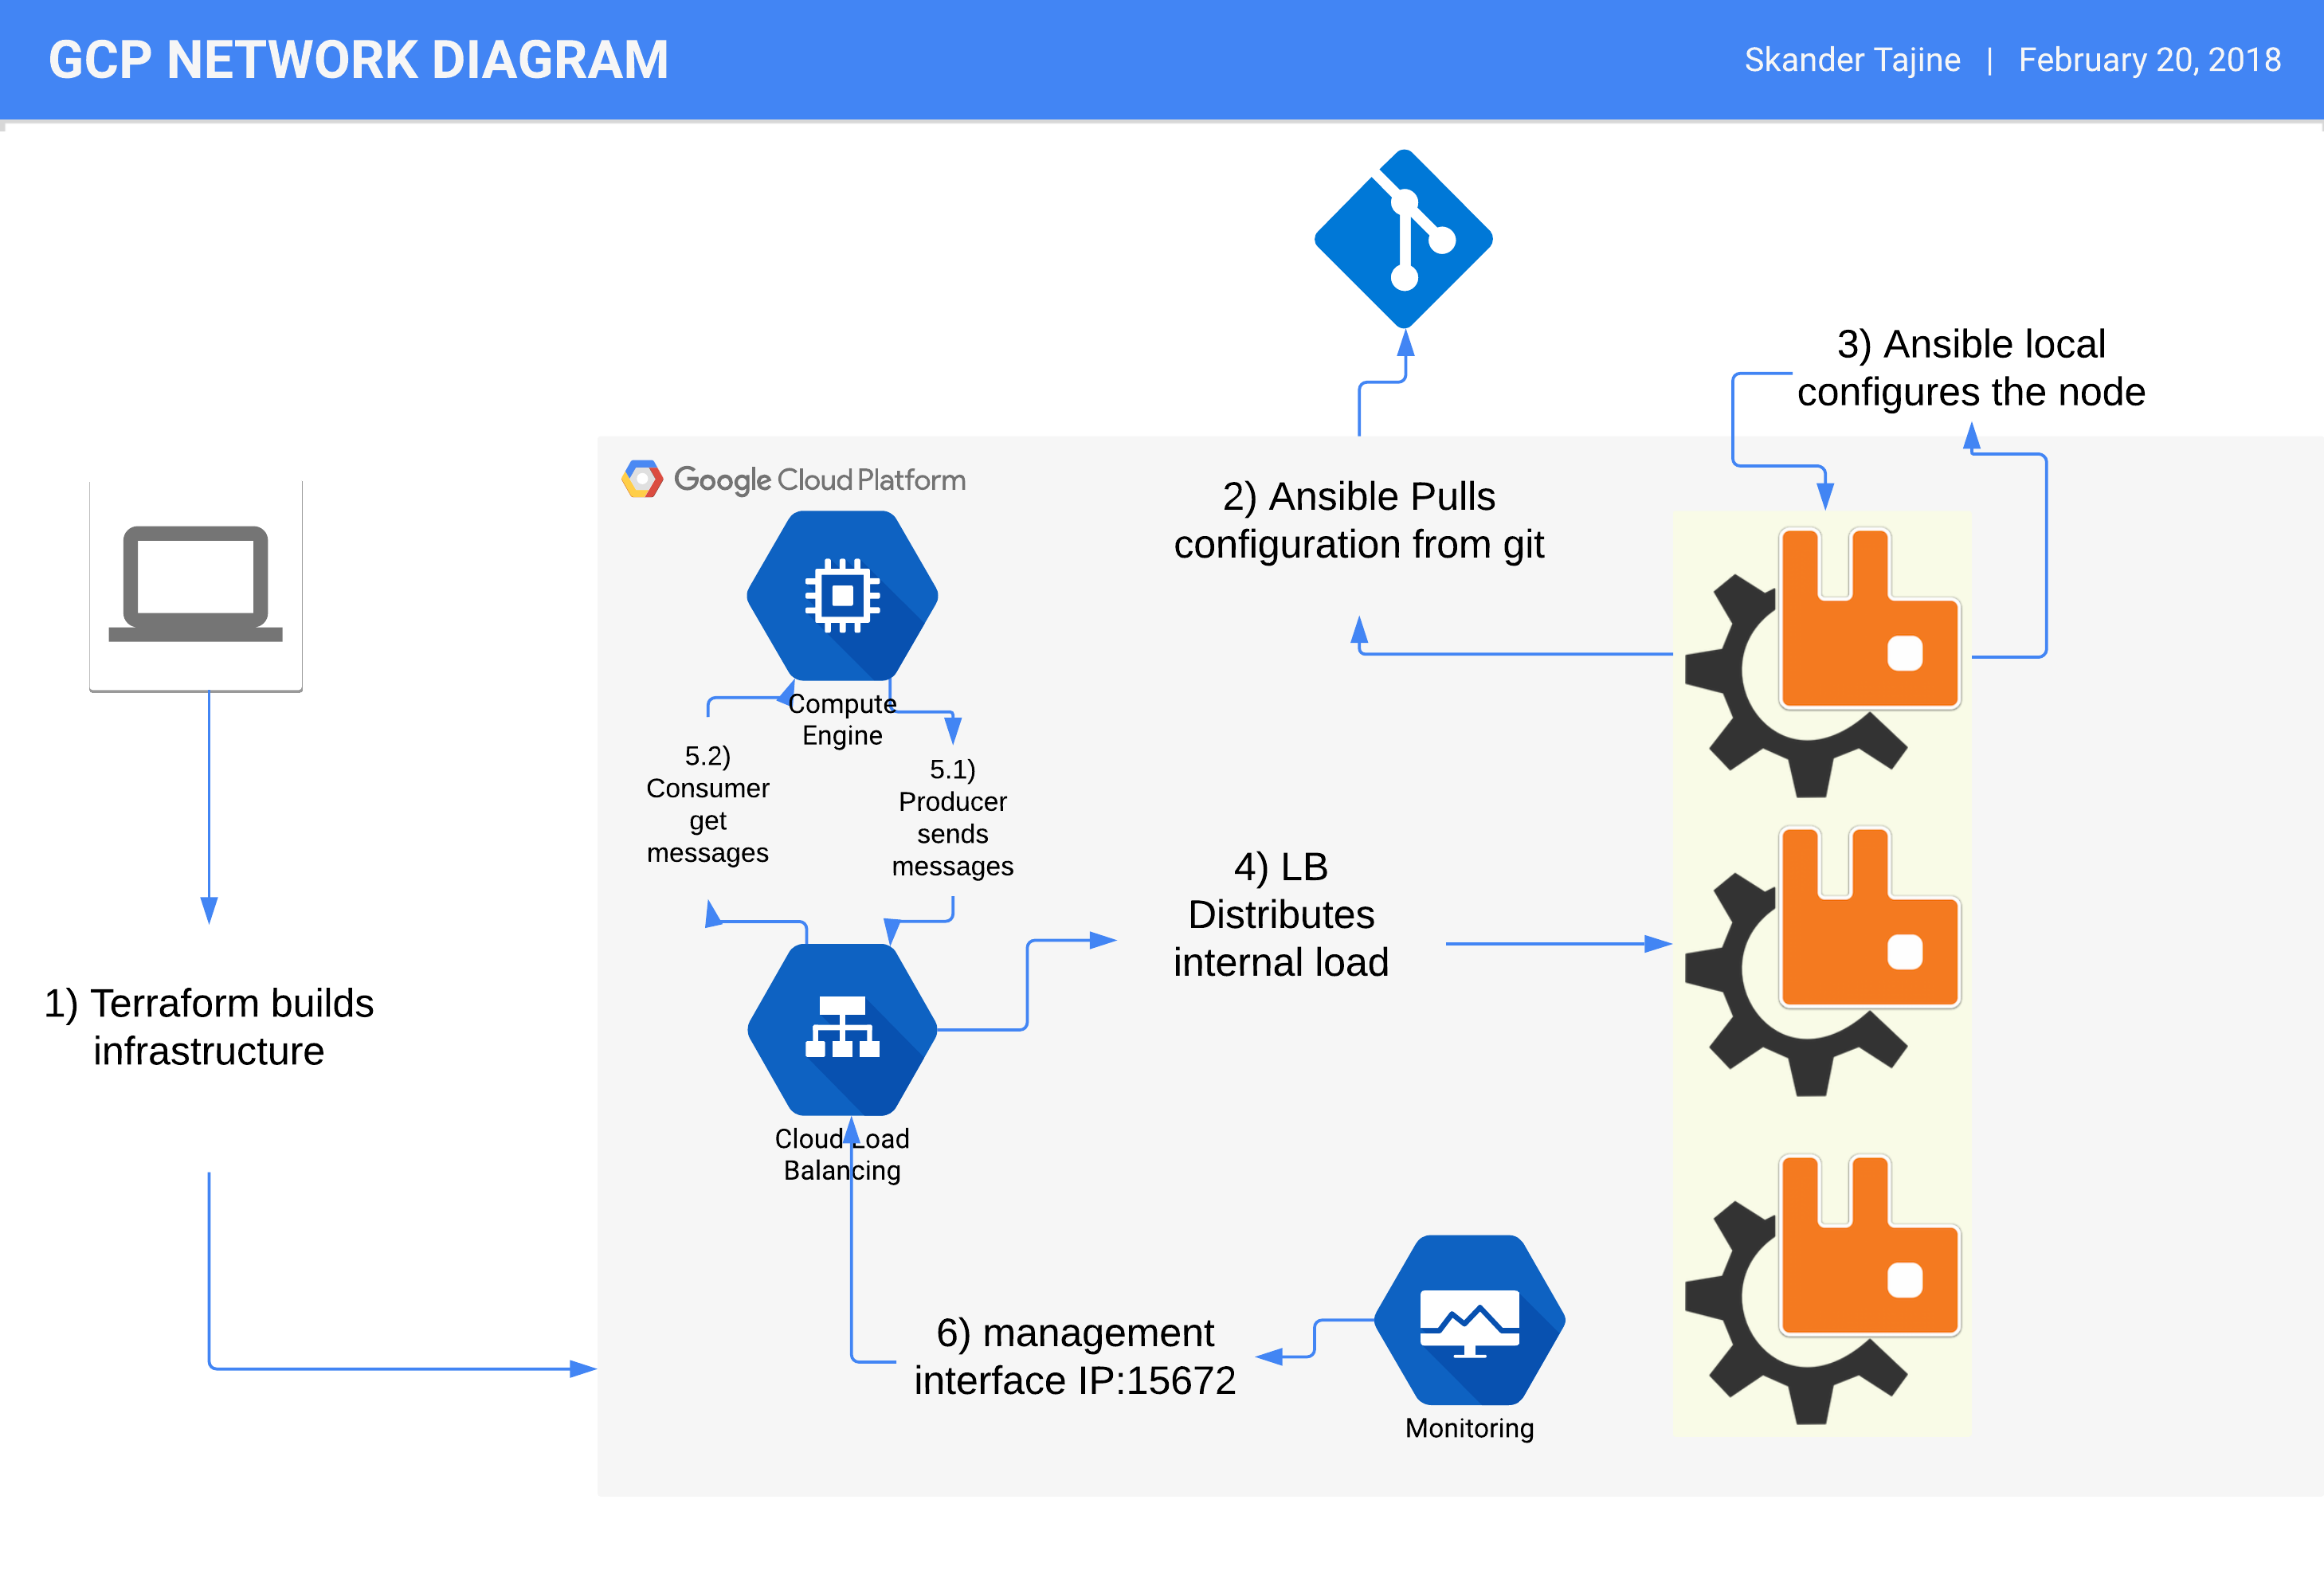 GCP NETWORK DIAGRAM
Skander Tajine | February 20, 2018
3) Ansible local
configures the node
Google Cloud Platform
2) Ansible Pulls
configuration from git
Compute
Engine
5.2)
Consumer
get
messages
5.1)
Producer
sends
messages
4) LB
Distributes
internal load
1) Terraform builds
infrastructure
Cloud Load
Balancing
6) management
interface IP:15672
Monitoring